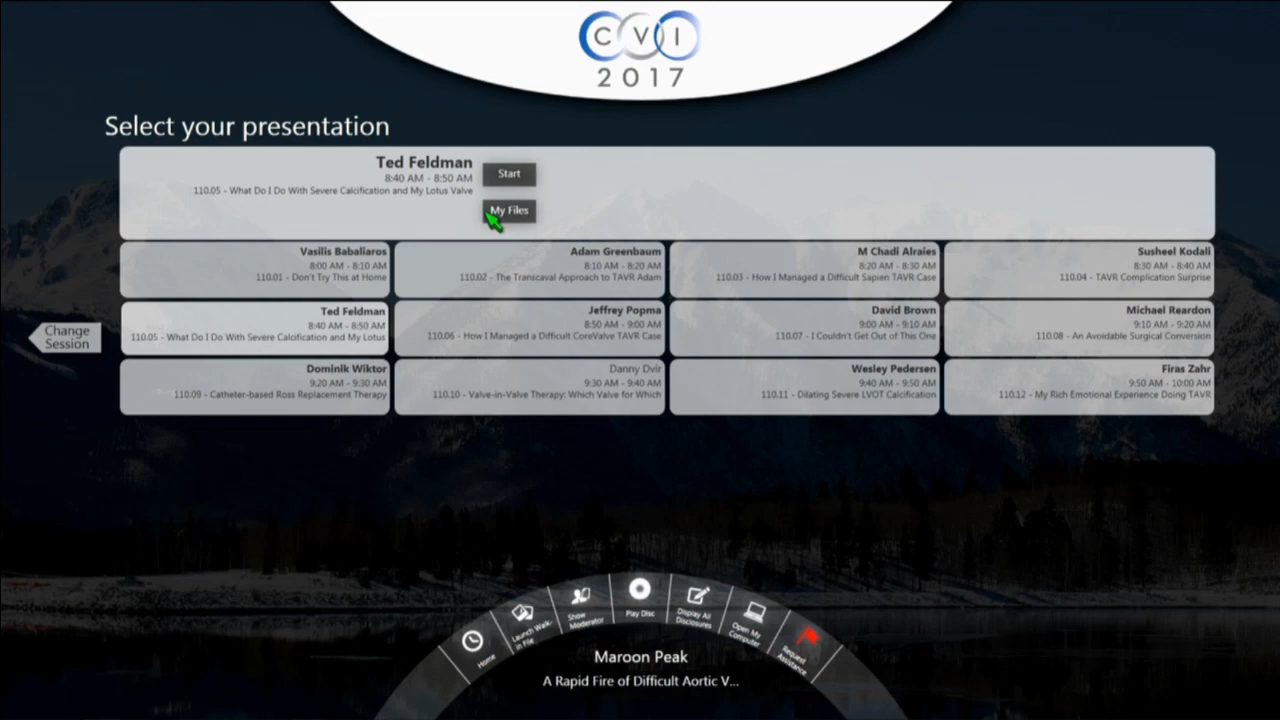 CVI
2017
Select your presentation
Ted Feldman
8:40 AM - 8:50 AM
110.05 - What Do I Do With Severe Calcification and My Lotus Valve
Start
My Files
Vasilis Babaliaros
8:00 AM - 8:10 AM
110.01 - Don't Try This at Home
Adam Greenbaum
8:10 AM - 8:20 AM
110.02 - The Transcaval Approach to TAVR Adam
M Chadi Alraies
8:20 AM - 8:30 AM
110.03 - How I Managed a Difficult Sapien TAVR Case
Susheel Kodali
8:30 AM - 8:40 AM
110.04 - TAVR Complication Surprise
Change
Session
Ted Feldman
8:40 AM - 8:50 AM
110.05 - What Do I Do With Severe Calcification and My Lotus
Jeffrey Popma
8:50 AM - 9:00 AM
110.06 - How I Managed a Difficult CoreValve TAVR Case
David Brown
9:00 AM - 9:10 AM
110.07 - I Couldn't Get Out of This One
Michael Reardon
9:10 AM - 9:20 AM
110.08 - An Avoidable Surgical Conversion
Dominik Wiktor
9:20 AM - 9:30 AM
110.09 - Catheter-based Ross Replacement Therapy
Danny Dvir
9:30 AM - 9:40 AM
110.10 - Valve-in-Valve Therapy: Which Valve for Which
Wesley Pedersen
9:40 AM - 9:50 AM
110.11 - Dilating Severe LVOT Calcification
Firas Zahr
9:50 AM - 10:00 AM
110.12 - My Rich Emotional Experience Doing TAVR
Home
Launch Walk-
in File
Show
Moderator
Play Disc
Display All
Disclosures
Open My
Computer
Request
Assistance
Maroon Peak
A Rapid Fire of Difficult Aortic V...